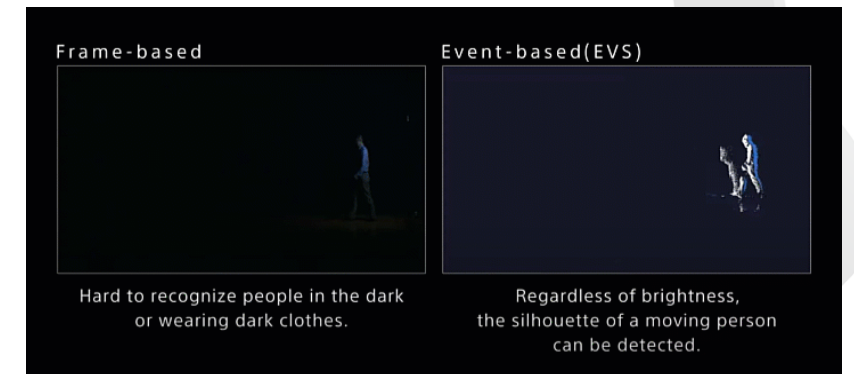 Frame-based
Event-based(EVS)
Hard to recognize people in the dark
or wearing dark clothes.
Regardless of brightness,
the silhouette of a moving person
can be detected.